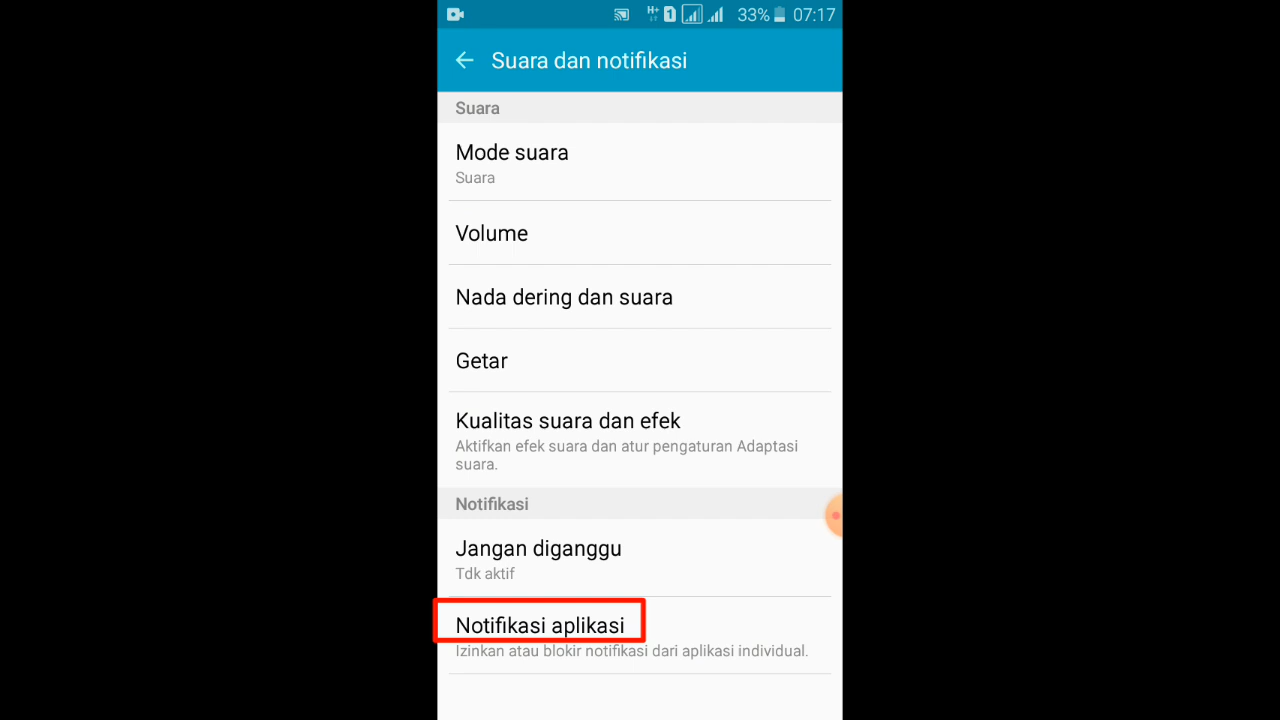 H+ 1 33% 07:17
Suara dan notifikasi
Suara
Mode suara
Suara
Volume
Nada dering dan suara
Getar
Kualitas suara dan efek
Aktifkan efek suara dan atur pengaturan Adaptasi
suara.
Notifikasi
Jangan diganggu
Tdk aktif
Notifikasi aplikasi
Izinkan atau blokir notifikasi dari aplikasi individual.